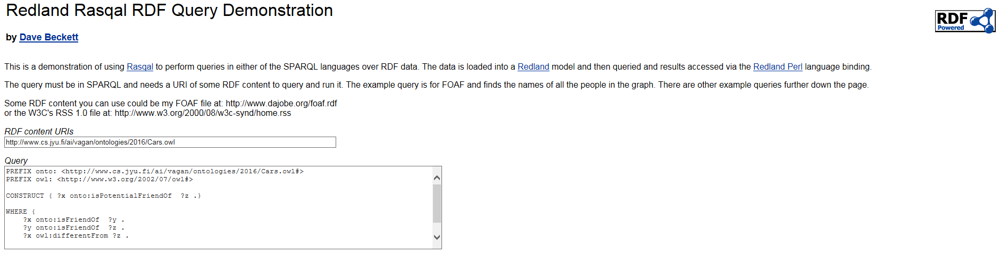 Redland Rasqal RDF Query Demonstration
RDF
Powered
by Dave Beckett
This is a demonstration of using Rasqal to perform queries in either of the SPARQL languages over RDF data. The data is loaded into a Redland model and then queried and results accessed via the Redland Perl language binding.
The query must be in SPARQL and needs a URI of some RDF content to query and run it. The example query is for FOAF and finds the names of all the people in the graph. There are other example queries further down the page.
Some RDF content you can use could be my FOAF file at: http://www.dajobe.org/foaf.rdf
or the W3C's RSS 1.0 file at: http://www.w3.org/2000/08/w3c-synd/home.rss
RDF content URIs
http://www.cs.jyu.fi/ai/vagan/ontologies/2016/Cars.owl
Query
PREFIX onto: <http://www.cs.jyu.fi/ai/vagan/ontologies/2016/Cars.owl#>
PREFIX owl: <http://www.w3.org/2002/07/owl#>
CONSTRUCT { ?x onto:isPotentialFriendOf  ?z .}
WHERE {
    ?x onto:isFriendOf  ?y .
    ?y onto:isFriendOf  ?z .
    ?x owl:differentFrom ?z .